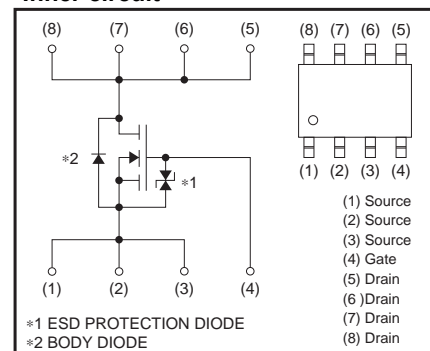 Inner circuit
(8) (7) (6) (5)
∗2
∗1
(1) (2) (3) (4)
∗1 ESD PROTECTION DIODE
∗2 BODY DIODE
(8) (7) (6) (5)
(1) (2) (3) (4)
(1) Source
(2) Source
(3) Source
(4) Gate
(5) Drain
(6 )Drain
(7) Drain
(8) Drain